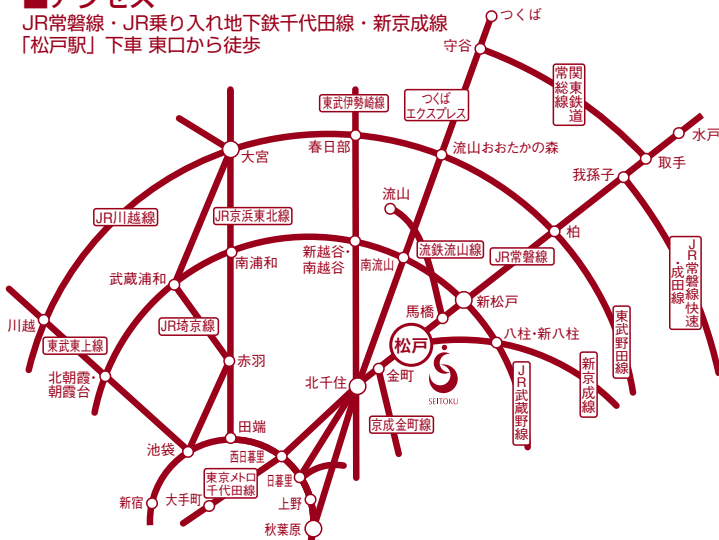 ■アクセス
JR常磐線・JR乗り入れ地下鉄千代田線・新京成線
「松戸駅」下車 東口から徒歩
つくば
守谷
関東鉄道
常総線
つくば
エクスプレス
東武伊勢崎線
水戸
取手
我孫子
大宮
春日部
流山おおたかの森
流山
JR川越線
JR京浜東北線
柏
JR常磐線
流鉄流山線
新越谷・
南越谷
南流山
南浦和
武蔵浦和
JR常磐線快速
・成田線
新松戸
馬橋
川越
JR埼京線
東武東上線
八柱・新八柱
松戸
東武野田線
赤羽
北朝霞・
朝霞台
北千住
金町
SEITOKU
新京成線
JR武蔵野線
京成金町線
田端
池袋
西日暮里
日暮里
東京メトロ
千代田線
新宿
大手町
上野
秋葉原